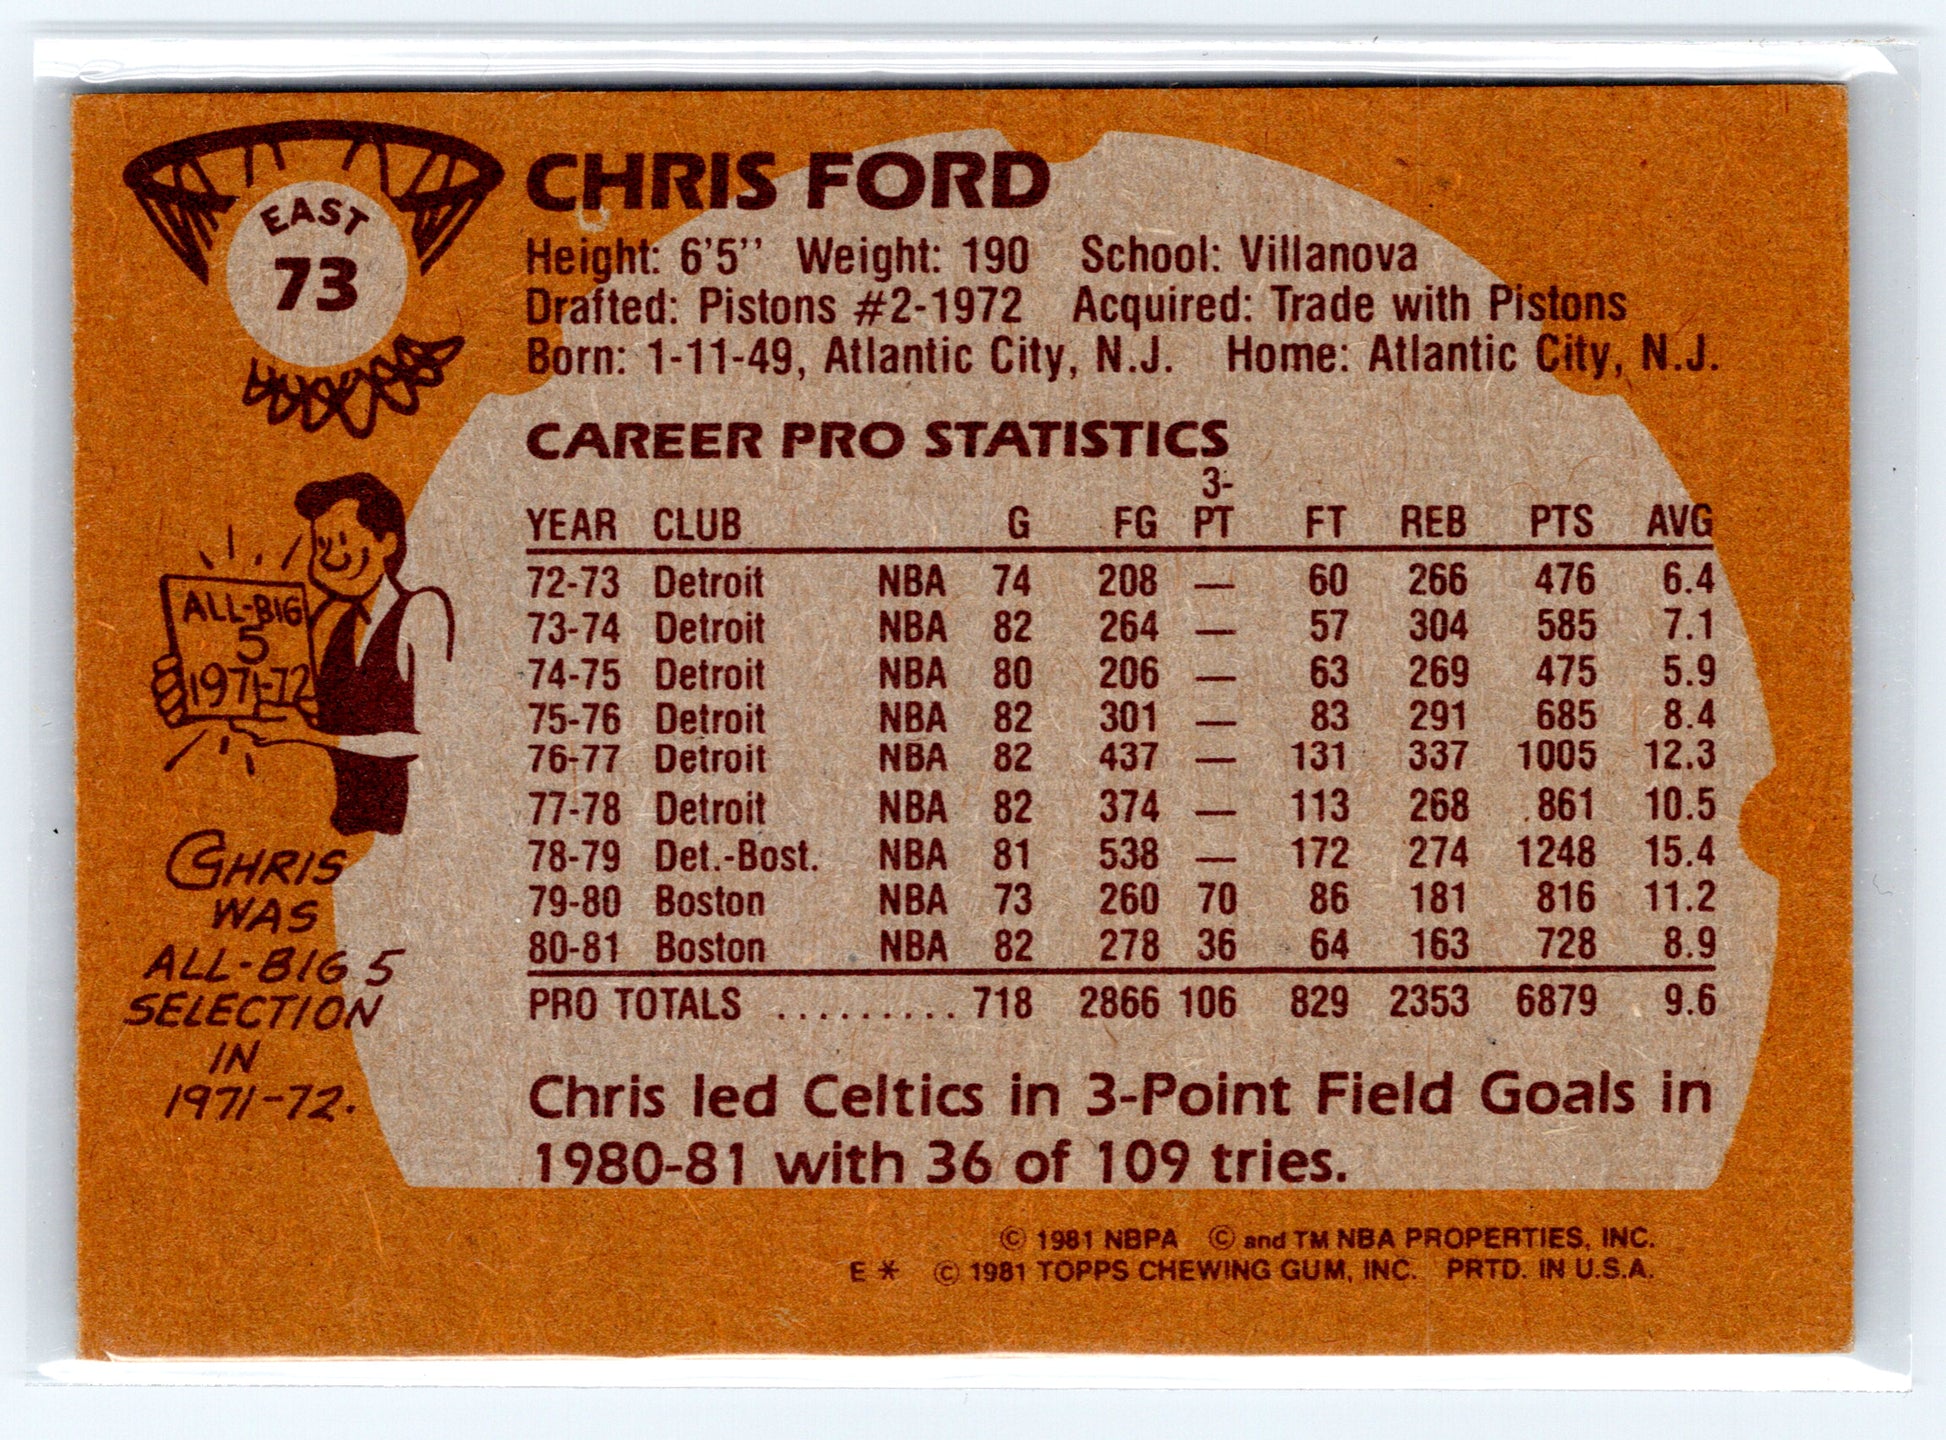 EAST
73
CHRIS FORD
Height: 6'5'' Weight: 190 School: Villanova
Drafted: Pistons #2-1972 Acquired: Trade with Pistons
Born: 1-11-49, Atlantic City, N.J. Home: Atlantic City, N.J.
CAREER PRO STATISTICS
YEAR CLUB G FG 3-PT FT REB PTS AVG
72-73 Detroit NBA 74 208 — 60 266 476 6.4
73-74 Detroit NBA 82 264 — 57 304 585 7.1
74-75 Detroit NBA 80 206 — 63 269 475 5.9
75-76 Detroit NBA 82 301 — 83 291 685 8.4
76-77 Detroit NBA 82 437 — 131 337 1005 12.3
77-78 Detroit NBA 82 374 — 113 268 861 10.5
78-79 Det.-Bost. NBA 81 538 — 172 274 1248 15.4
79-80 Boston NBA 73 260 70 86 181 816 11.2
80-81 Boston NBA 82 278 36 64 163 728 8.9
PRO TOTALS .......... 718 2866 106 829 2353 6879 9.6
Chris led Celtics in 3-Point Field Goals in
1980-81 with 36 of 109 tries.
ALL-BIG
5
1971-72
CHRIS
WAS
ALL-BIG 5
SELECTION
IN
1971-72.
© 1981 NBPA © and TM NBA PROPERTIES, INC.
E * © 1981 TOPPS CHEWING GUM, INC. PRTD. IN U.S.A.